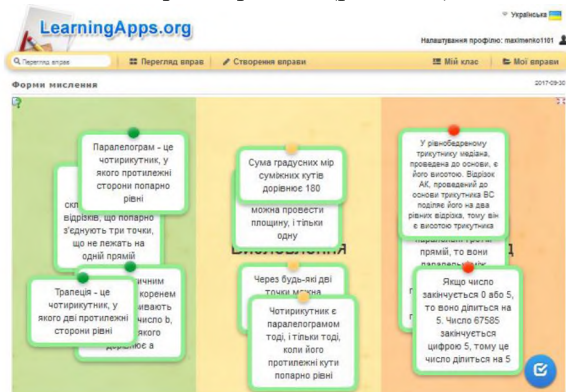 Українська
LearningApps.org
Налаштування профілю: maximenko1101
Перегляд вправ
Перегляд вправ
Створення вправи
Мій клас
Мої вправи
Форми мислення
2017-09-30
Паралелограм - це
чотирикутник, у
якого протилежні
сторони попарно
рівні
відрізків, що попарно
з'єднують три точки,
що не лежать на
одній прямій
Трапеція - це
чотирикутник, у
якого дві протилежні
сторони рівні
коренем
число b,
якого
дорівнює a
Сума градусних мір
суміжних кутів
дорівнює 180
можна провести
площину, і тільки
одну
Через будь-які дві
точки можна
Чотирикутник є
паралелограмом
тоді, і тільки тоді,
коли його
протилежні кути
попарно рівні
У рівнобедреному
трикутнику медіана,
проведена до основи, є
його висотою. Відрізок
АК, проведений до
основи трикутника ВС
поділяє його на два
рівних відрізка, тому він
є висотою трикутника
прямій, то вони
Якщо число
закінчується 0 або 5,
то воно ділиться на
5. Число 67585
закінчується
цифрою 5, тому це
число ділиться на 5